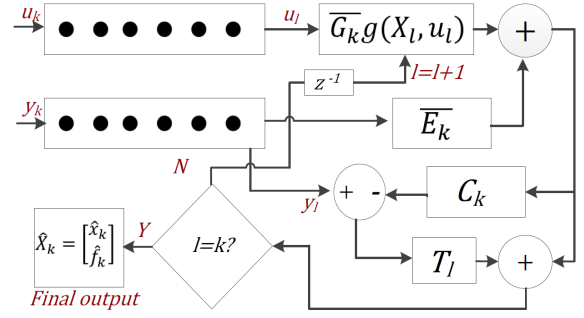 u_k
u_l
\overline{G_k}g(X_l,u_l)
+
l=l+1
z^{-1}
y_k
\overline{E_k}
N
y_l
+ -
C_k
\hat{X}_k = \begin{bmatrix} \hat{x}_k \\ \hat{f}_k \end{bmatrix}
Y
l=k?
T_l
+
Final output